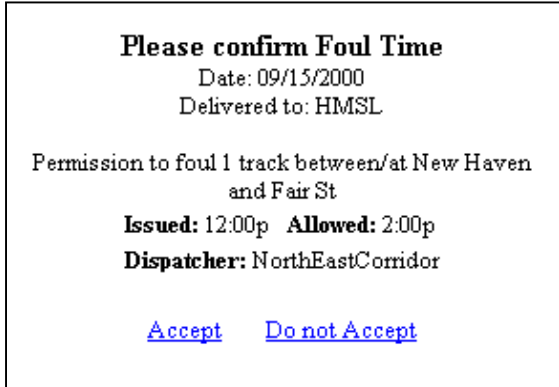 Please confirm Foul Time
Date: 09/15/2000
Delivered to: HMSL
Permission to foul 1 track between/at New Haven
and Fair St
Issued: 12:00p Allowed: 2:00p
Dispatcher: NorthEastCorridor
Accept Do not Accept